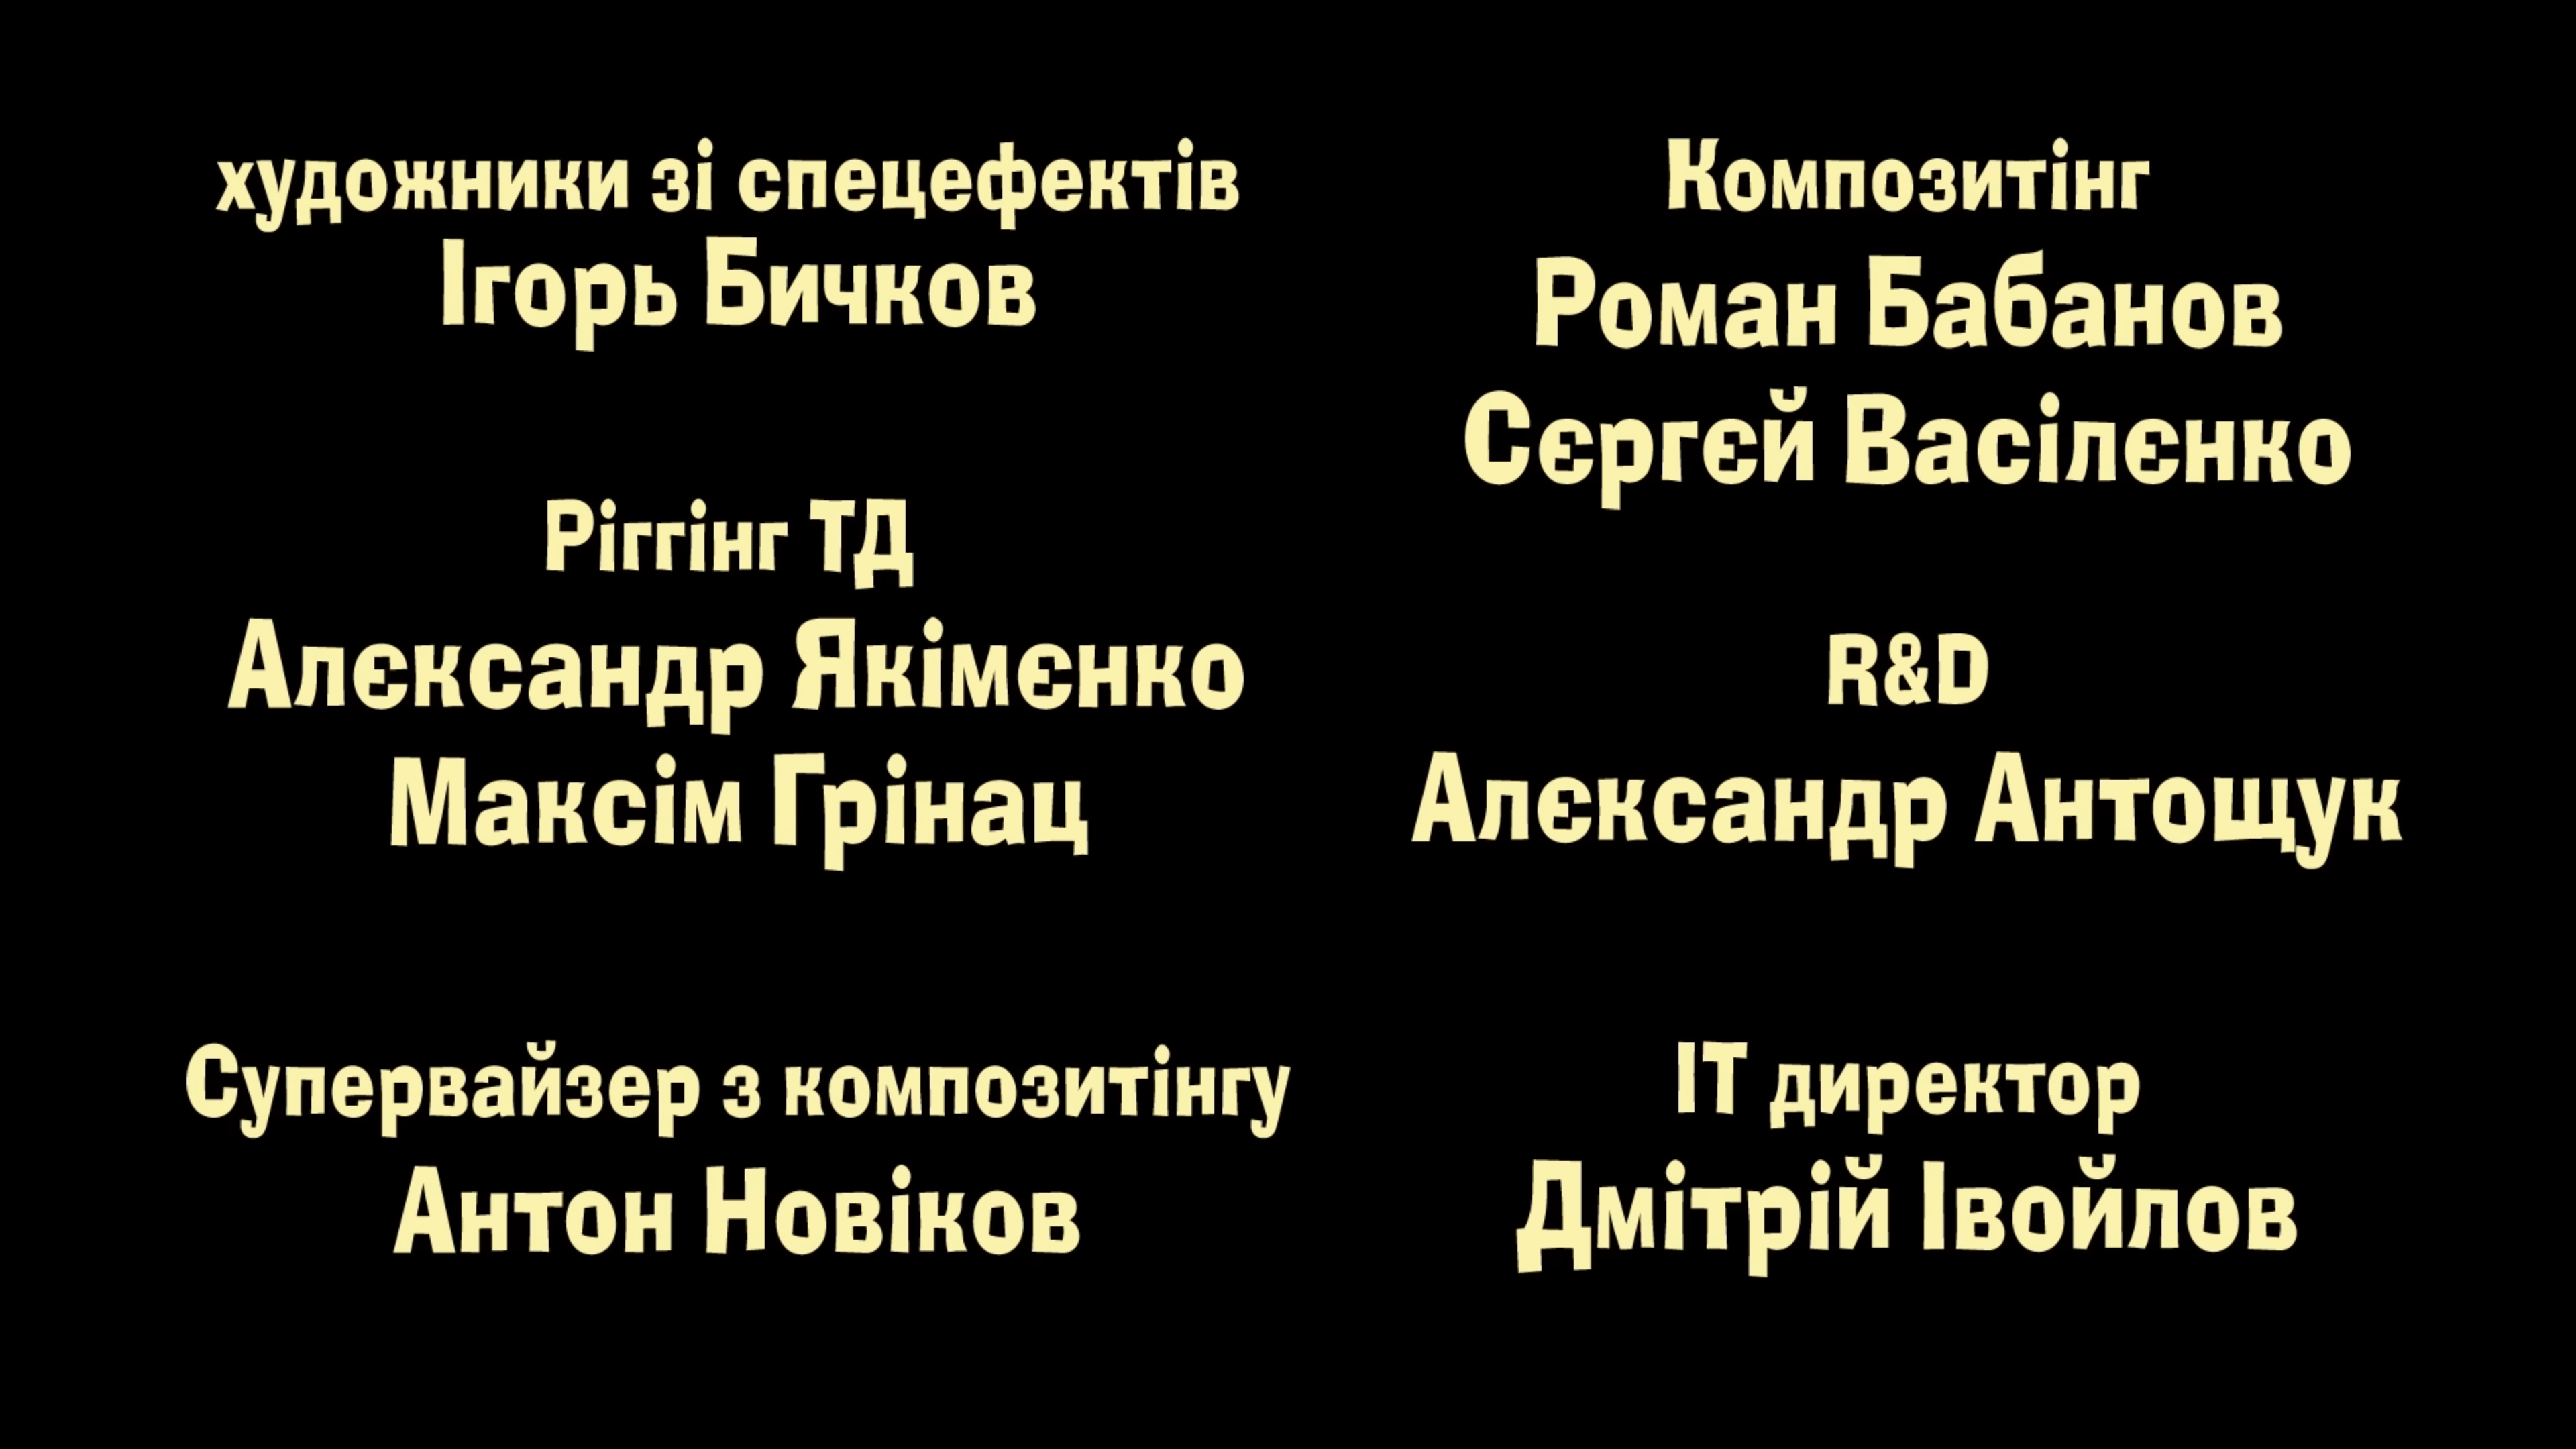 художники зі спецефектів
Ігорь Бичков
Ріггінг ТД
Алєксандр Якімєнко
Максім Грінац
Супервайзер з композитінгу
Антон Новіков
Композитінг
Роман Бабанов
Сєргєй Васілєнко
R&D
Алєксандр Антощук
ІТ директор
Дмітрій Івойлов